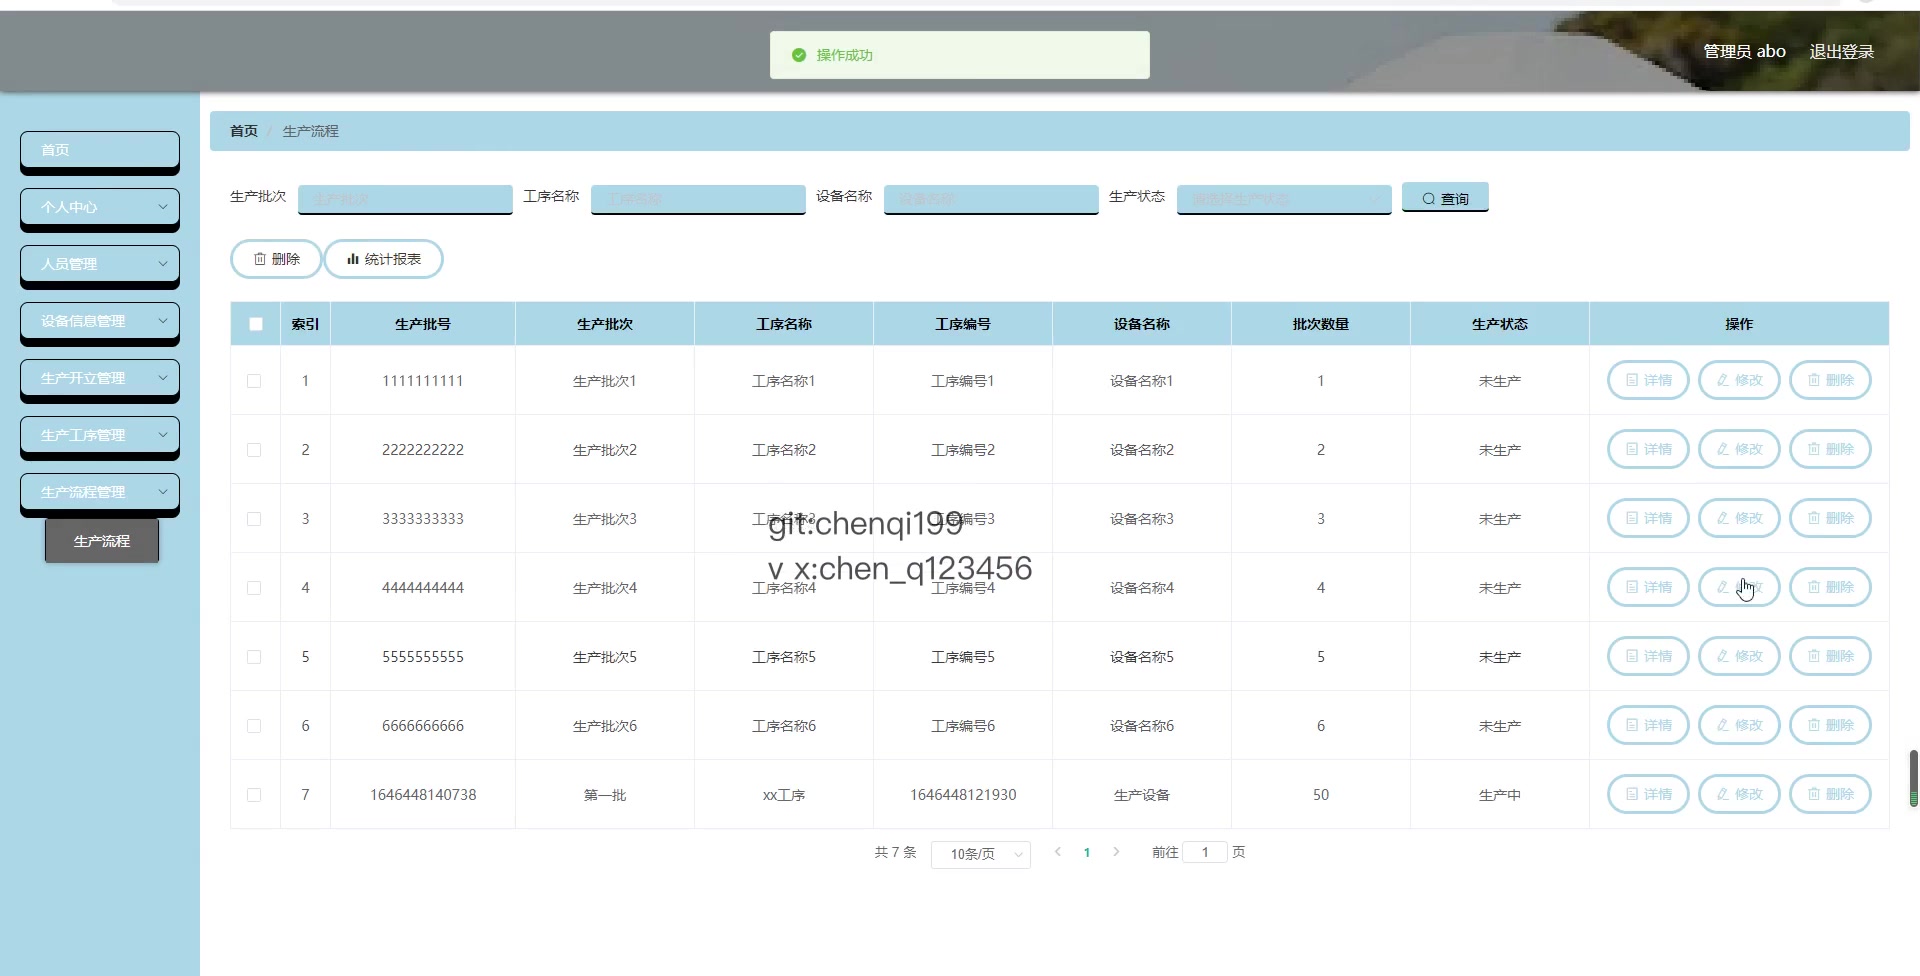 操作成功
管理员 abo 退出登录
首页
个人中心
人员管理
设备信息管理
生产开立管理
生产工序管理
生产流程管理
生产流程
首页 / 生产流程
生产批次 生产批次 工序名称 工序名称 设备名称 设备名称 生产状态 请选择生产状态 查询
删除 统计报表
索引 生产批号 生产批次 工序名称 工序编号 设备名称 批次数量 生产状态 操作
1 1111111111 生产批次1 工序名称1 工序编号1 设备名称1 1 未生产 详情 修改 删除
2 2222222222 生产批次2 工序名称2 工序编号2 设备名称2 2 未生产 详情 修改 删除
3 3333333333 生产批次3 工序名称3 工序编号3 设备名称3 3 未生产 详情 修改 删除
git:chenqi199
v x:chen_q123456
4 4444444444 生产批次4 工序名称4 工序编号4 设备名称4 4 未生产 详情 修改 删除
5 5555555555 生产批次5 工序名称5 工序编号5 设备名称5 5 未生产 详情 修改 删除
6 6666666666 生产批次6 工序名称6 工序编号6 设备名称6 6 未生产 详情 修改 删除
7 1646448140738 第一批 xx工序 1646448121930 生产设备 50 生产中 详情 修改 删除
共 7 条 10条/页 1 前往 1 页